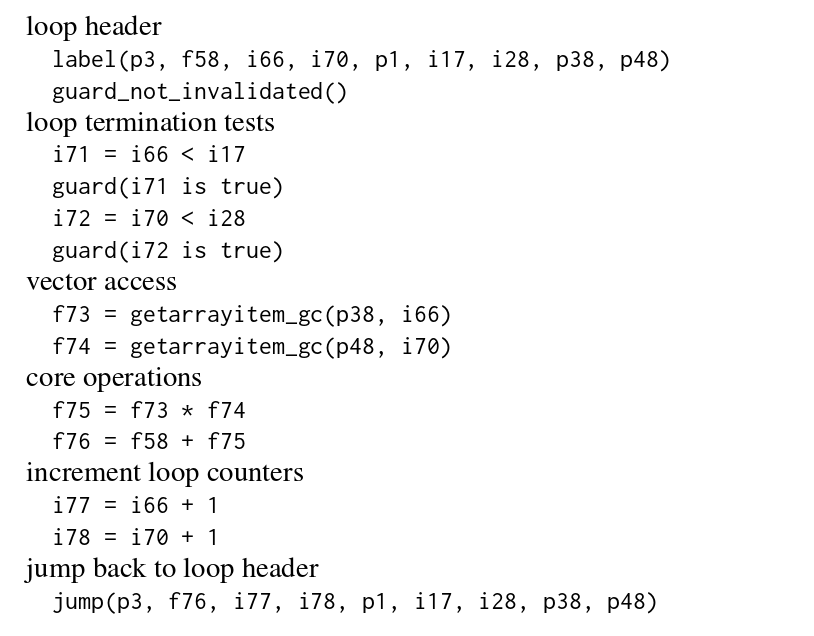 loop header
label(p3, f58, i66, i70, p1, i17, i28, p38, p48)
guard_not_invalidated()
loop termination tests
i71 = i66 < i17
guard(i71 is true)
i72 = i70 < i28
guard(i72 is true)
vector access
f73 = getarrayitem_gc(p38, i66)
f74 = getarrayitem_gc(p48, i70)
core operations
f75 = f73 * f74
f76 = f58 + f75
increment loop counters
i77 = i66 + 1
i78 = i70 + 1
jump back to loop header
jump(p3, f76, i77, i78, p1, i17, i28, p38, p48)